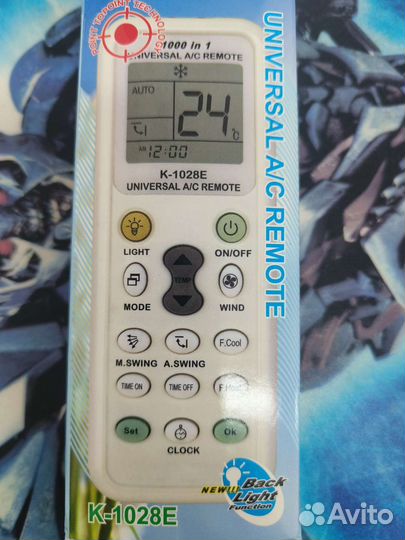 POINT TOPOINT TECHNOLOGY
1000 in 1
UNIVERSAL A/C REMOTE
AUTO
24°C
AM 12:00
K-1028E
UNIVERSAL A/C REMOTE
LIGHT
ON/OFF
TEMP
MODE
WIND
F.Cool
M.SWING
A.SWING
TIME ON
TIME OFF
Set
Ok
CLOCK
UNIVERSAL A/C REMOTE
NEW!!!
Back
Light
Function
K-1028E
Avito